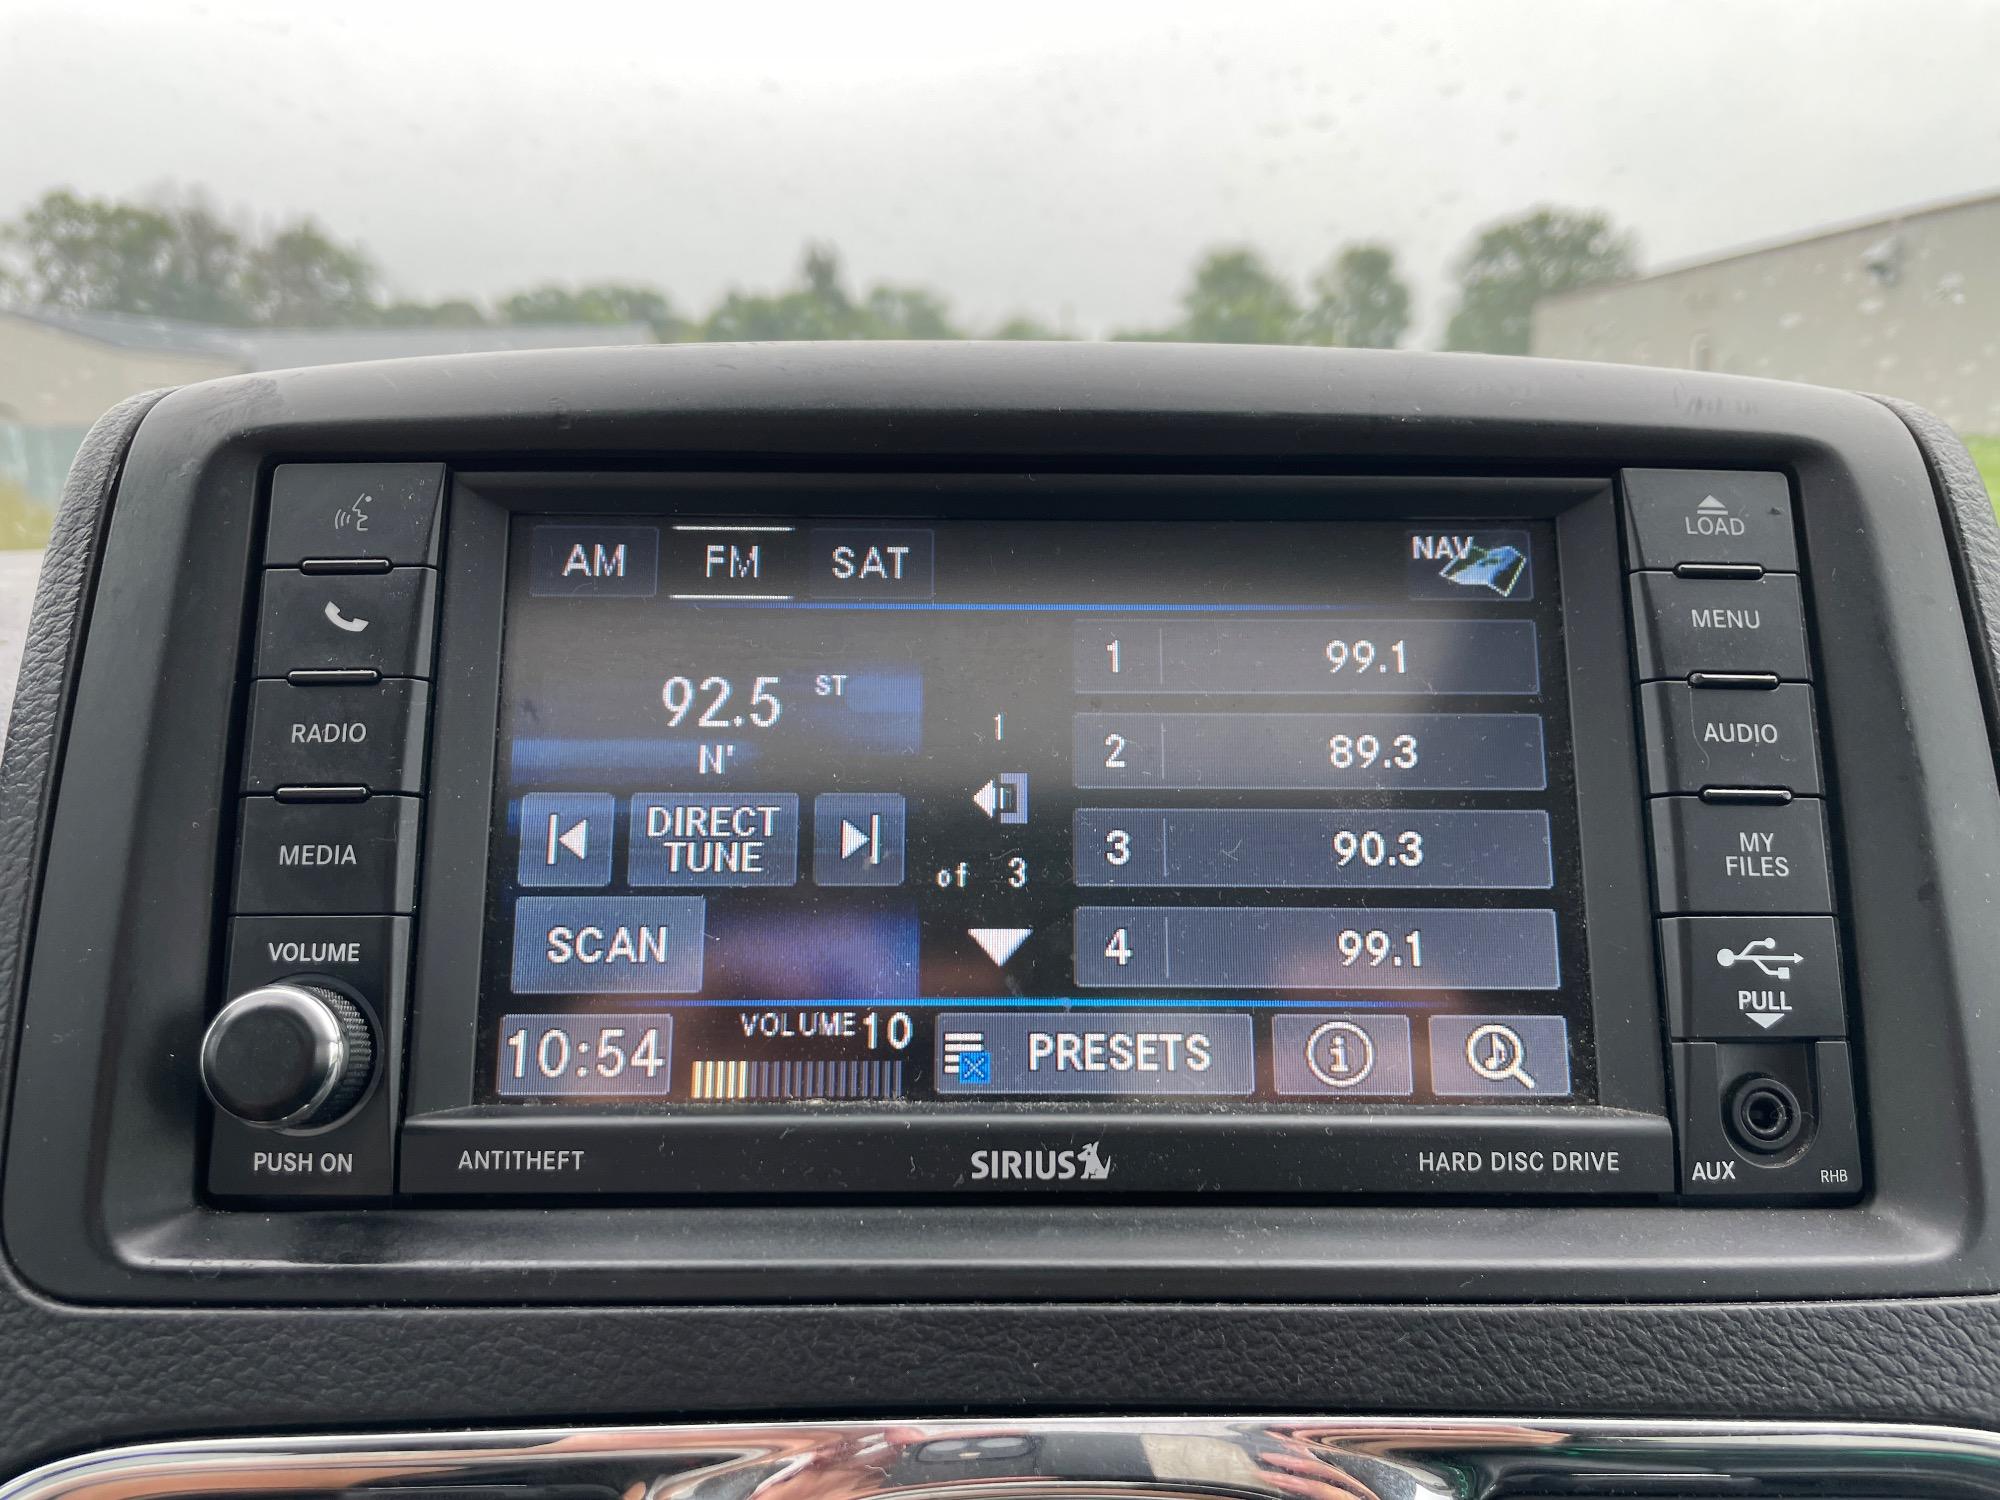 AM FM SAT NAV
LOAD
MENU
RADIO
AUDIO
MEDIA
MY
FILES
VOLUME
PUSH ON
92.5 ST
N'
DIRECT
TUNE
SCAN
1
of 3
1 99.1
2 89.3
3 90.3
4 99.1
10:54
VOLUME 10
PRESETS
i
PULL
ANTITHEFT
SIRIUS
HARD DISC DRIVE
AUX
RHB